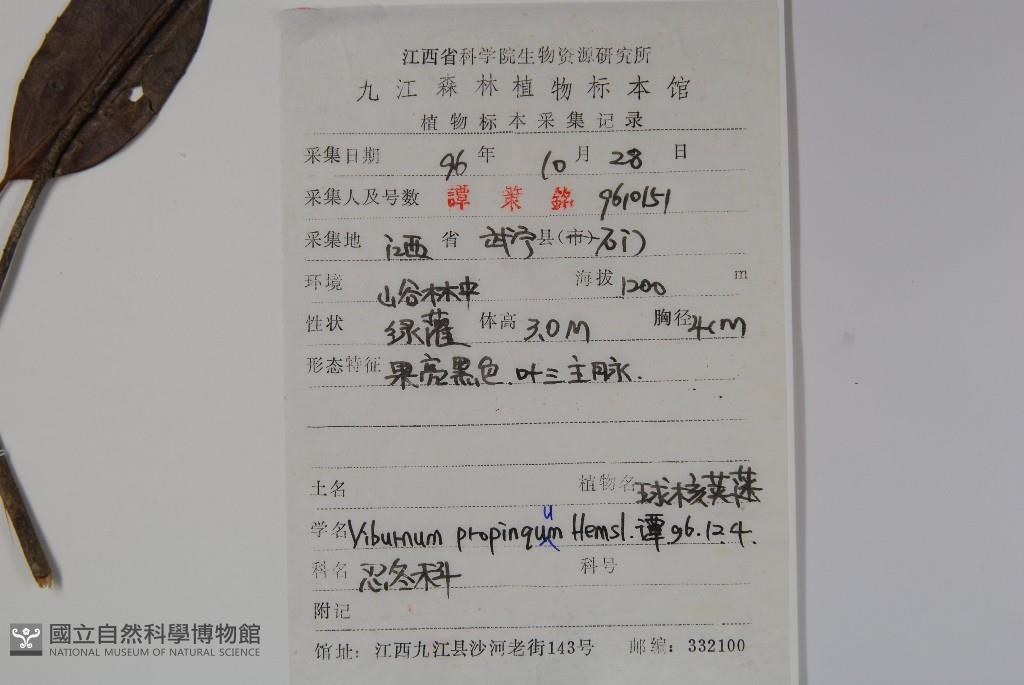 江西省科学院生物资源研究所
九江森林植物标本馆
植物标本采集记录
采集日期 96 年 10 月 28 日
采集人及号数 譚策銘 9610151
采集地 江西 省 武宁 县(市) 石门
环境 山谷林中 海拔 1200 m
性状 绿灌 体高 3.0 M 胸径 4cm
形态特征 果亮黑色.叶三主脉.
土名 植物名 球核荚蒾
学名 Viburnum propinquum Hemsl. 谭 96.12.4.
科名 忍冬科 科号
附记
馆址: 江西九江县沙河老街143号 邮编: 332100
國立自然科學博物館
NATIONAL MUSEUM OF NATURAL SCIENCE